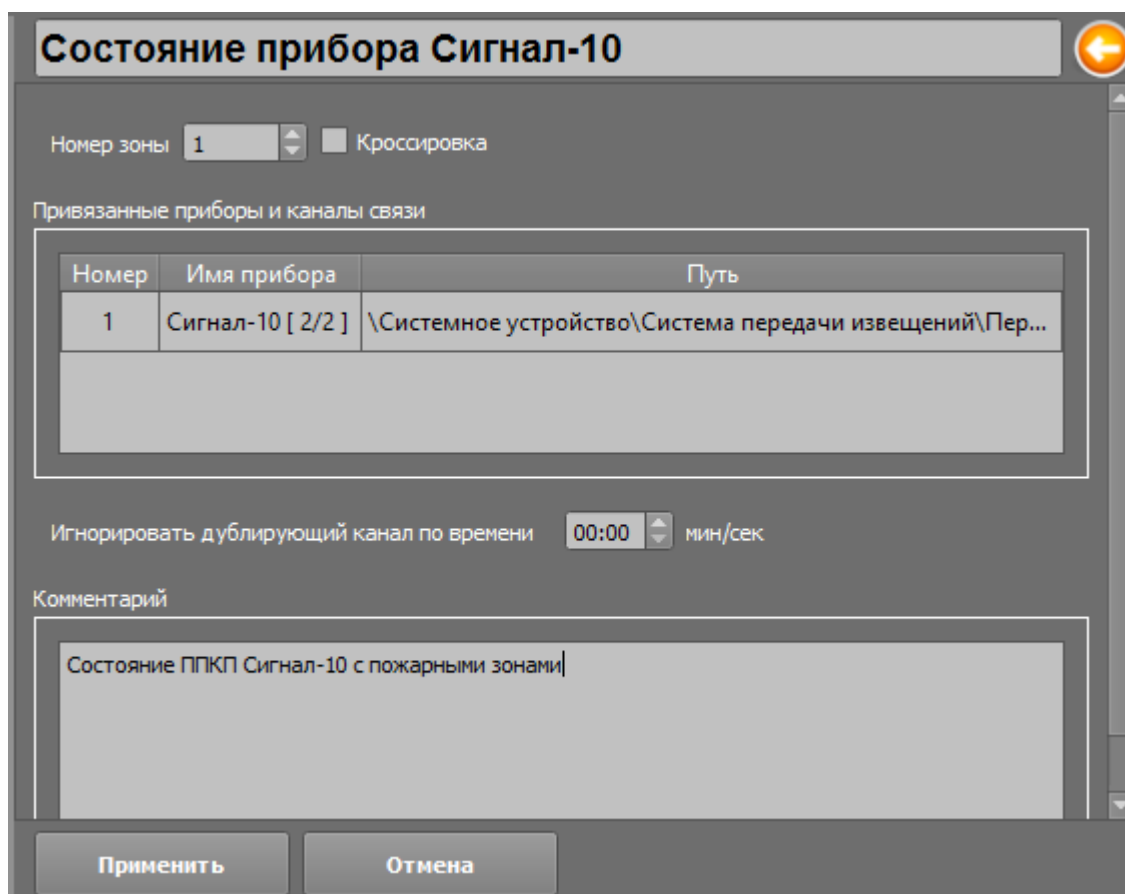 Состояние прибора Сигнал-10
Номер зоны 1 Кроссировка
Привязанные приборы и каналы связи
Номер Имя прибора Путь
1 Сигнал-10 [ 2/2 ] \Системное устройство\Система передачи извещений\Пер...
Игнорировать дублирующий канал по времени 00:00 мин/сек
Комментарий
Состояние ППКП Сигнал-10 с пожарными зонами
Применить Отмена